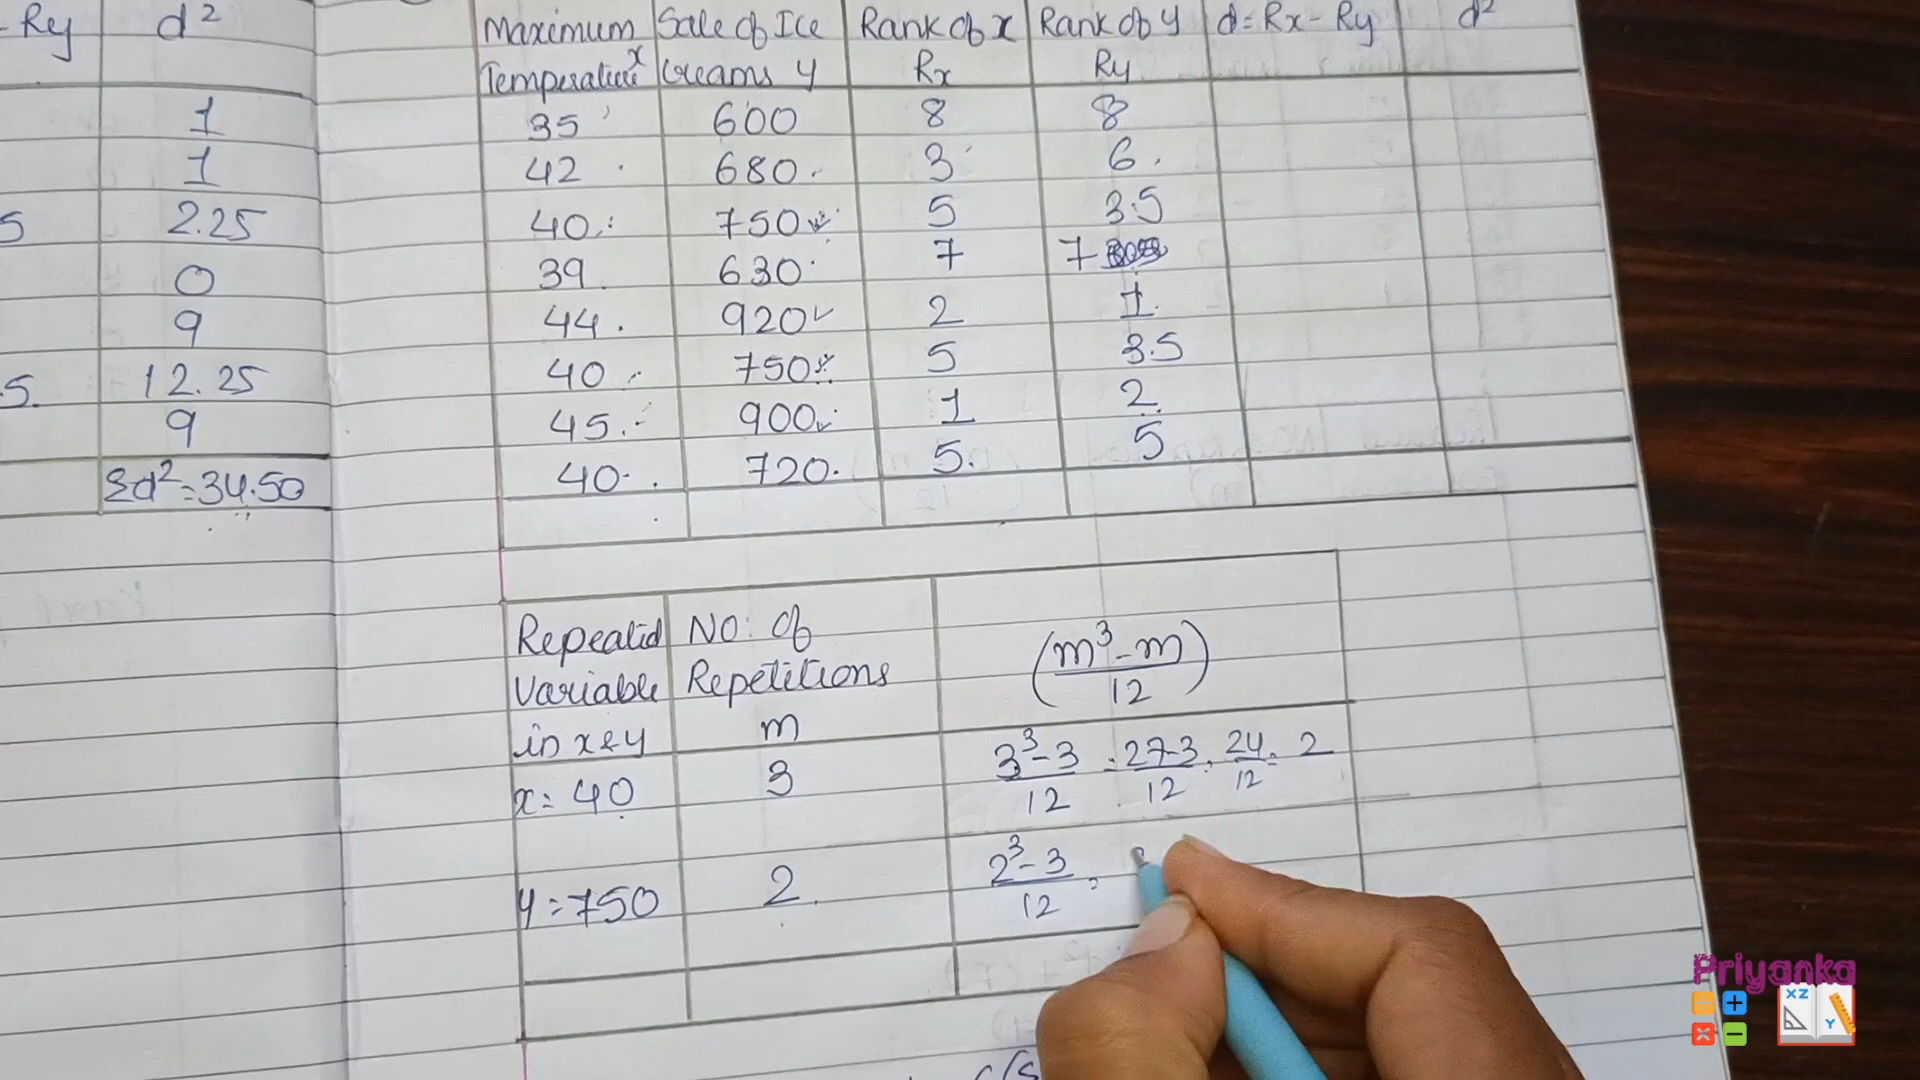 - Ry d²
1
1
5 2.25
0
9
.5. 12.25
9
Σd²=34.50
Maximum Temperature x Sale of Ice creams y Rank of x Rx Rank of y Ry d=Rx-Ry d²
35 600 8 8
42 680 3 6
40 750 5 3.5
39 630 7 7
44 920 2 1
40 750 5 3.5
45 900 1 2
40 720 5 5
Repeated Variable in x & y NO: Of Repetitions m (m³-m)/12
x=40 3 3³-3/12 = 27-3/12 = 24/12 = 2
y=750 2 2³-3/12 =
Priyanka
XZ
Y